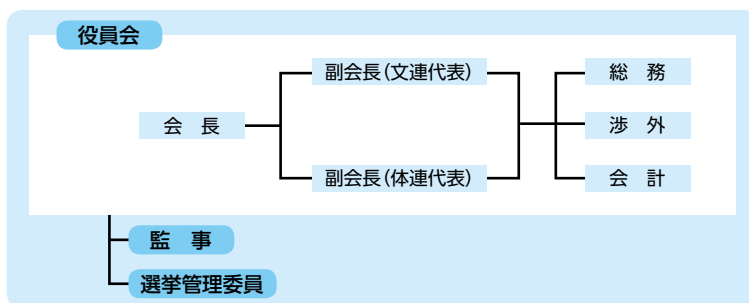 役員会
副会長(文連代表)
総　務
会　長
渉　外
副会長(体連代表)
会　計
監　事
選挙管理委員